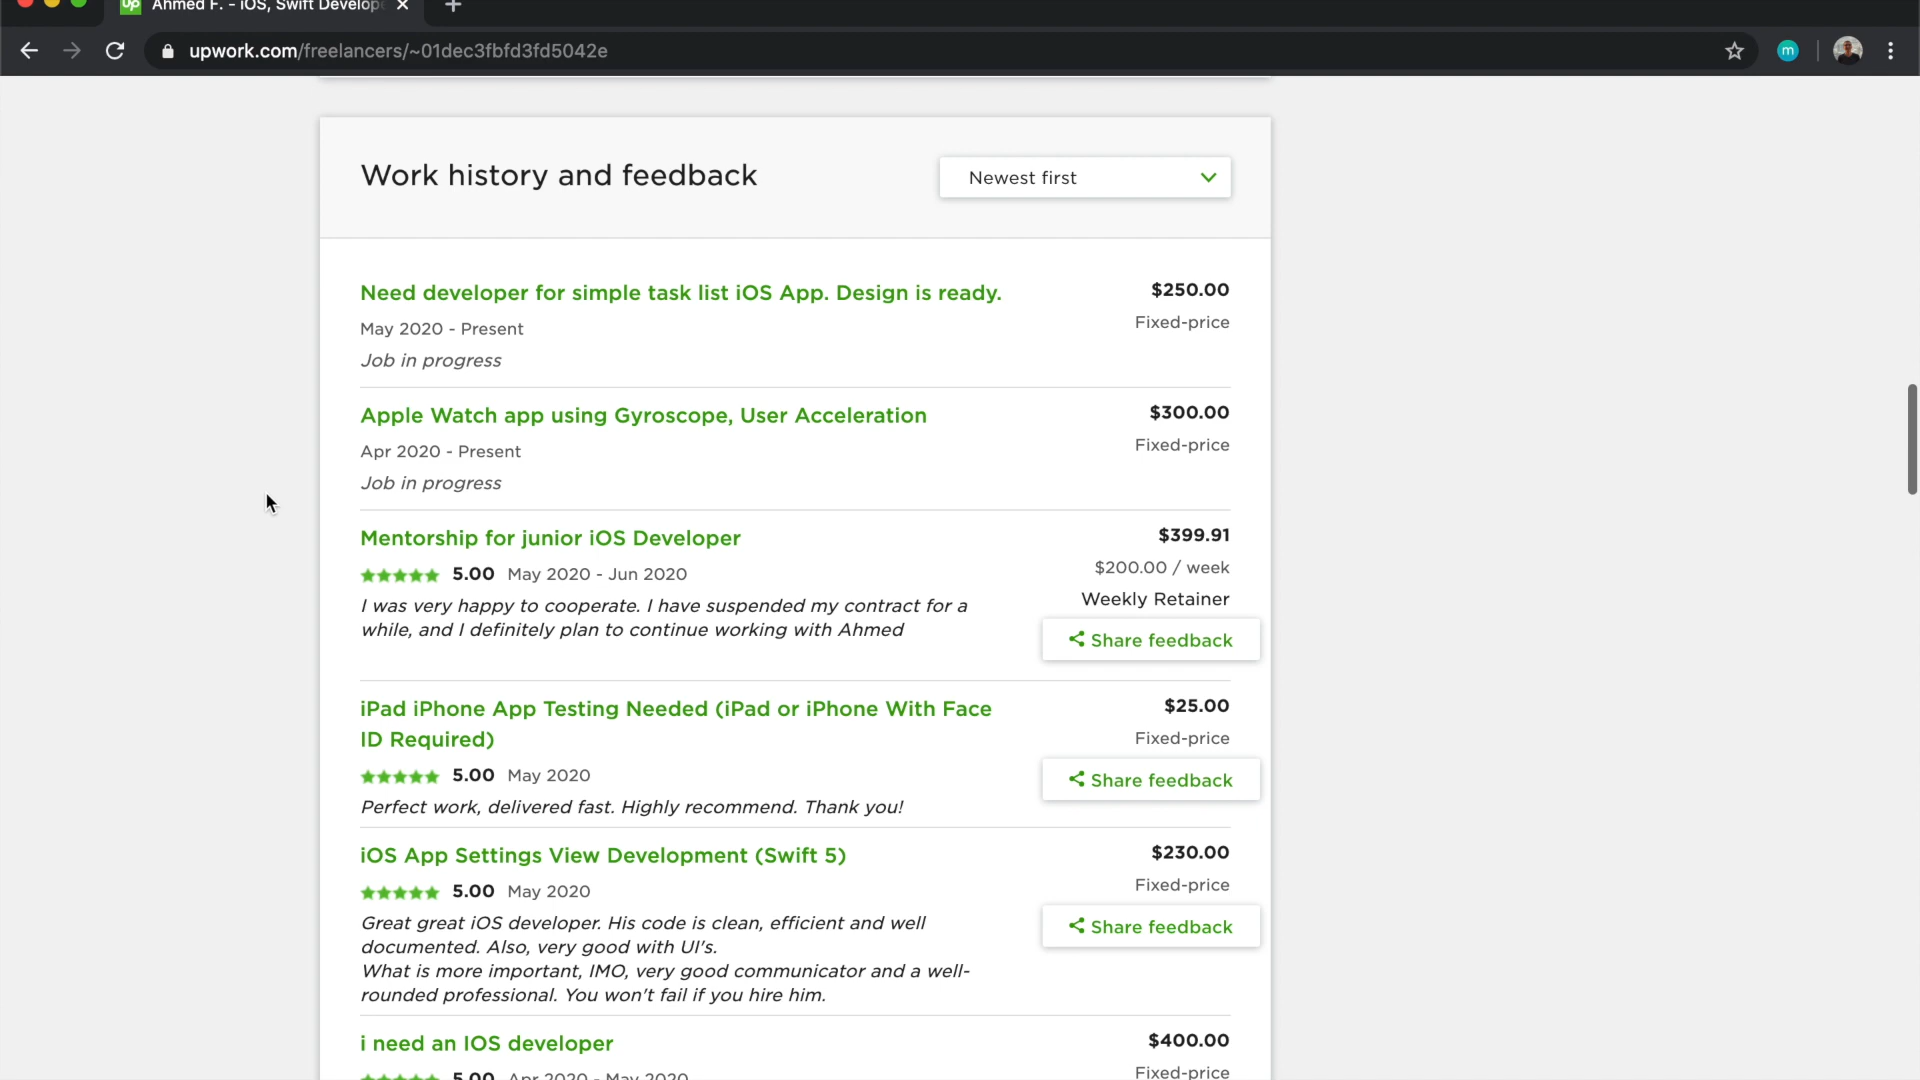 up Ahmed F. - iOS, Swift Develope
upwork.com/freelancers/~01dec3fbfd3fd5042e
m
Work history and feedback
Newest first
Need developer for simple task list iOS App. Design is ready.
$250.00
May 2020 - Present
Fixed-price
Job in progress
Apple Watch app using Gyroscope, User Acceleration
$300.00
Apr 2020 - Present
Fixed-price
Job in progress
Mentorship for junior iOS Developer
$399.91
5.00 May 2020 - Jun 2020
$200.00 / week
I was very happy to cooperate. I have suspended my contract for a
Weekly Retainer
while, and I definitely plan to continue working with Ahmed
Share feedback
iPad iPhone App Testing Needed (iPad or iPhone With Face
$25.00
ID Required)
Fixed-price
5.00 May 2020
Share feedback
Perfect work, delivered fast. Highly recommend. Thank you!
iOS App Settings View Development (Swift 5)
$230.00
5.00 May 2020
Fixed-price
Great great iOS developer. His code is clean, efficient and well
Share feedback
documented. Also, very good with UI's.
What is more important, IMO, very good communicator and a well-
rounded professional. You won't fail if you hire him.
i need an IOS developer
$400.00
5.00 Apr 2020 - May 2020
Fixed-price